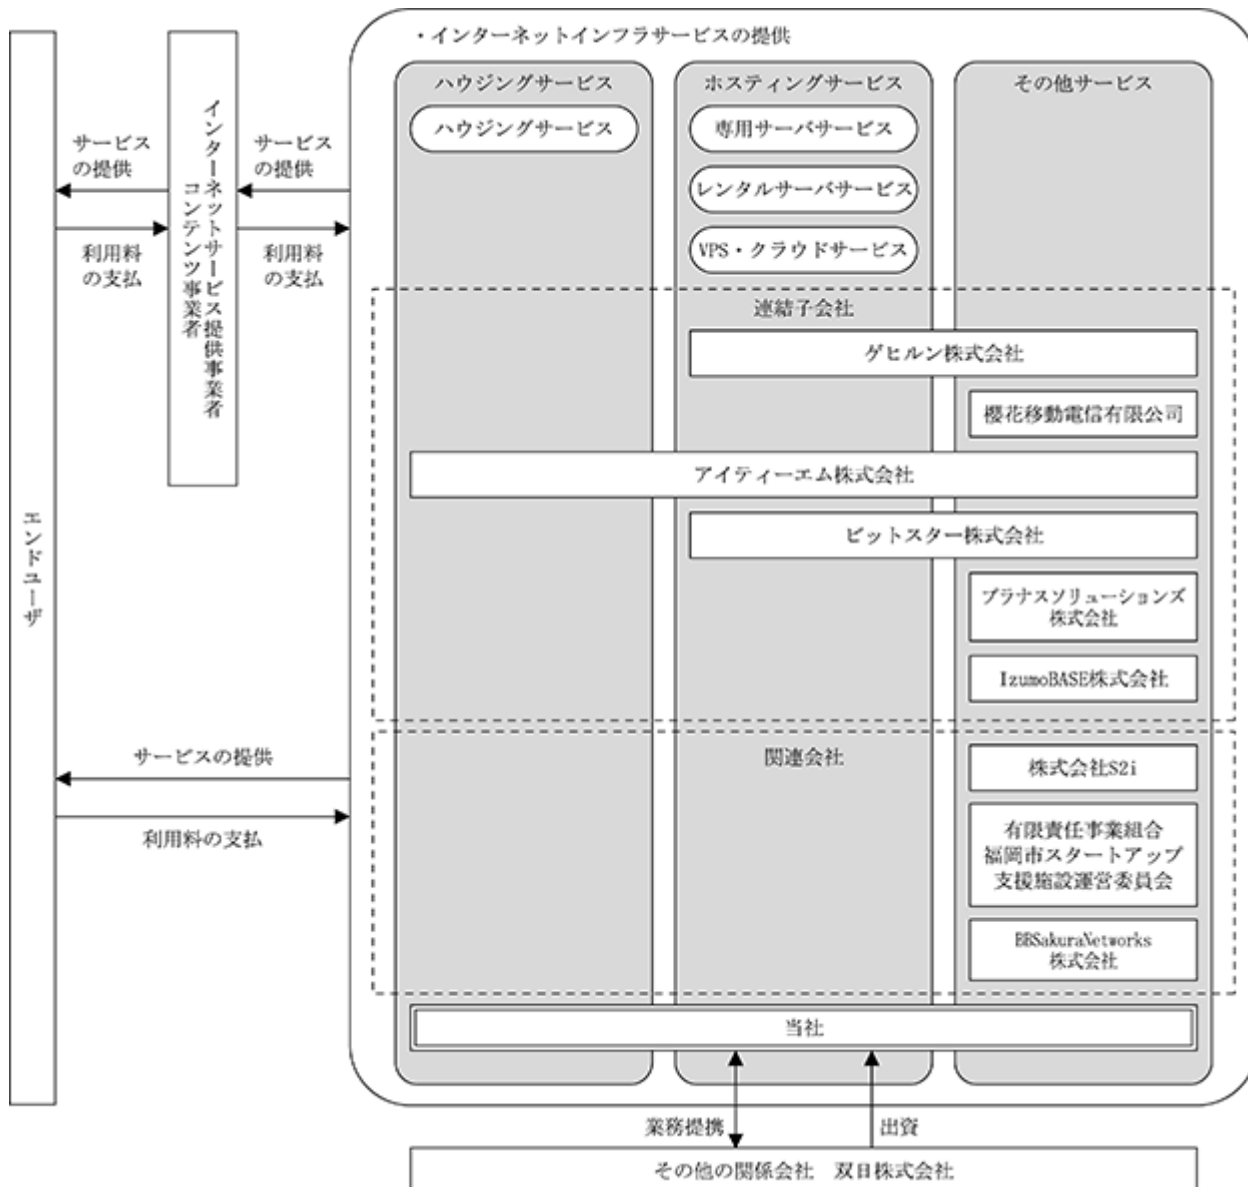 ・インターネットインフラサービスの提供
ハウジングサービス
ホスティングサービス
その他サービス
ハウジングサービス
専用サーバサービス
レンタルサーバサービス
VPS・クラウドサービス
サービス
の提供
利用料
の支払
インターネットサービス提供事業者
コンテンツ事業者
サービス
の提供
利用料
の支払
エンドユーザ
連結子会社
ゲヒルン株式会社
櫻花移動電信有限公司
アイティーエム株式会社
ビットスター株式会社
プラナスソリューションズ
株式会社
IzumoBASE株式会社
サービスの提供
利用料の支払
関連会社
株式会社S2i
有限責任事業組合
福岡市スタートアップ
支援施設運営委員会
BBSakuraNetworks
株式会社
当社
業務提携
出資
その他の関係会社　双日株式会社